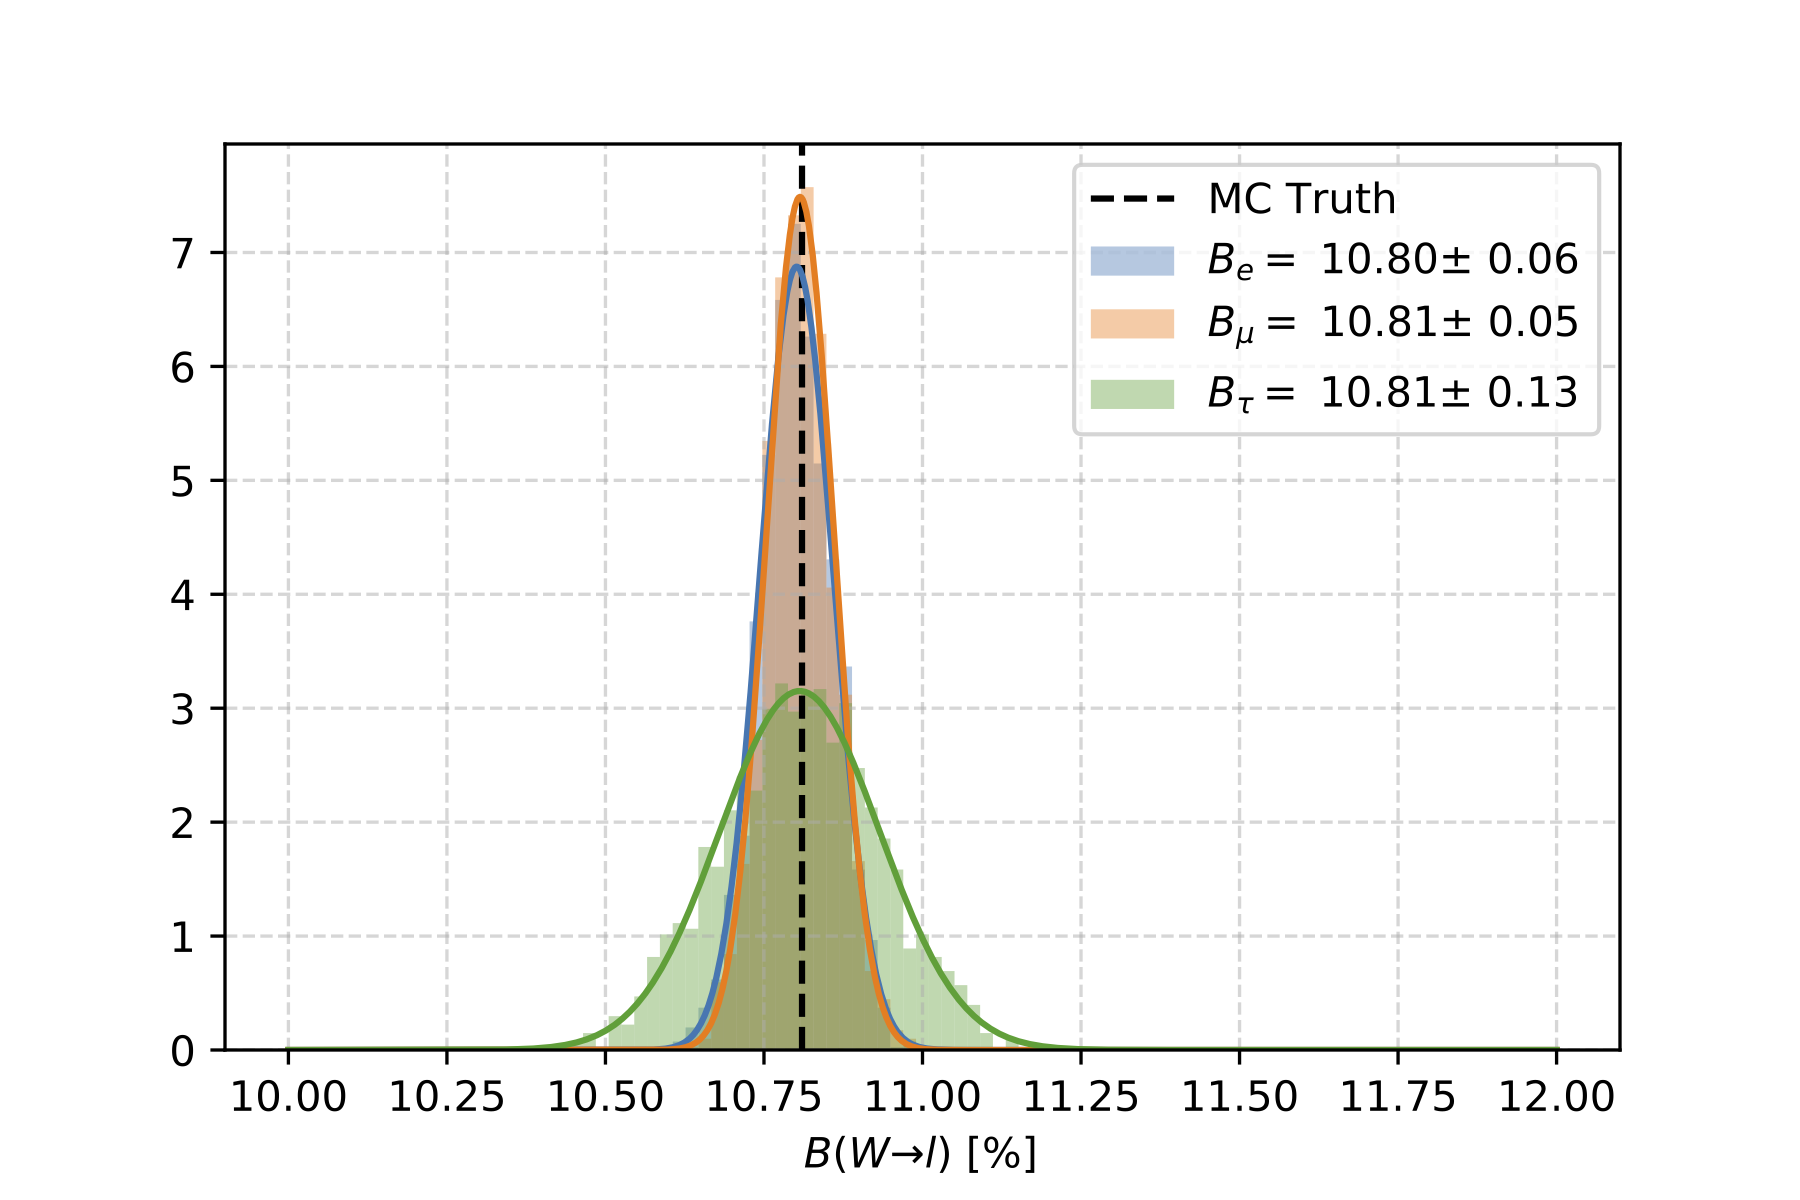 MC Truth
B_e = 10.80± 0.06
B_μ = 10.81± 0.05
B_τ = 10.81± 0.13
7
6
5
4
3
2
1
0
10.00 10.25 10.50 10.75 11.00 11.25 11.50 11.75 12.00
B(W→l) [%]